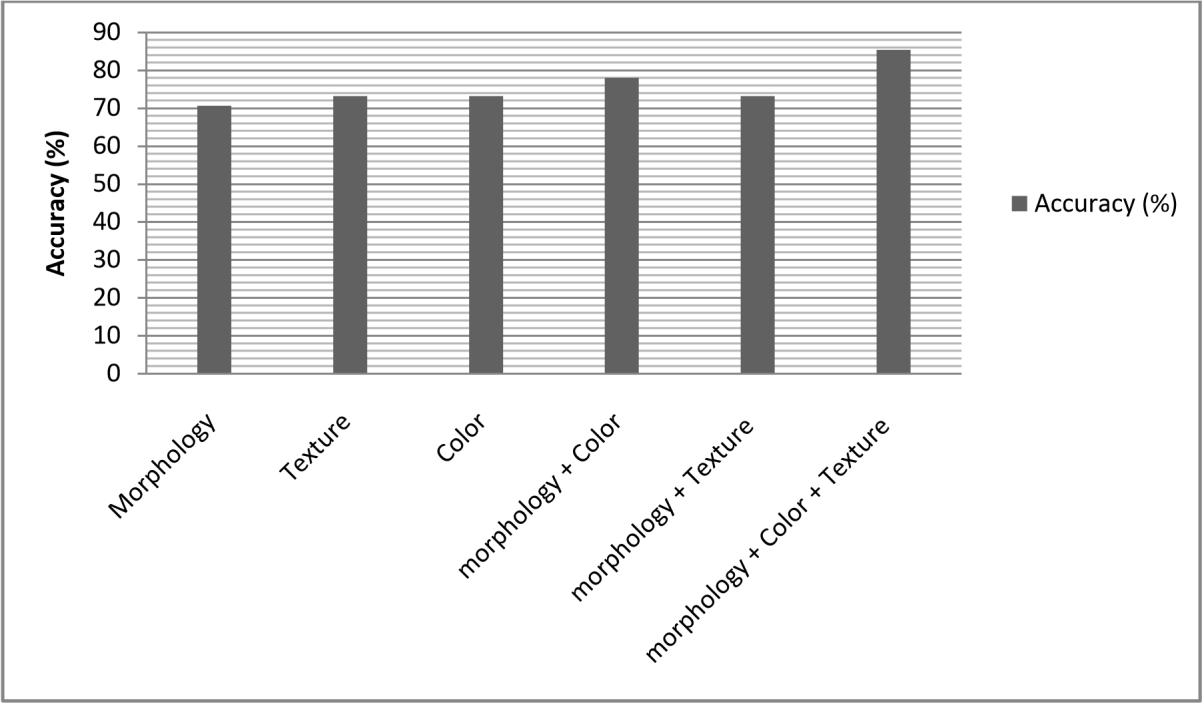 90
80
70
60
50
40
30
20
10
0
Accuracy (%)
Morphology
Texture
Color
morphology + Color
morphology + Texture
morphology + Color + Texture
Accuracy (%)